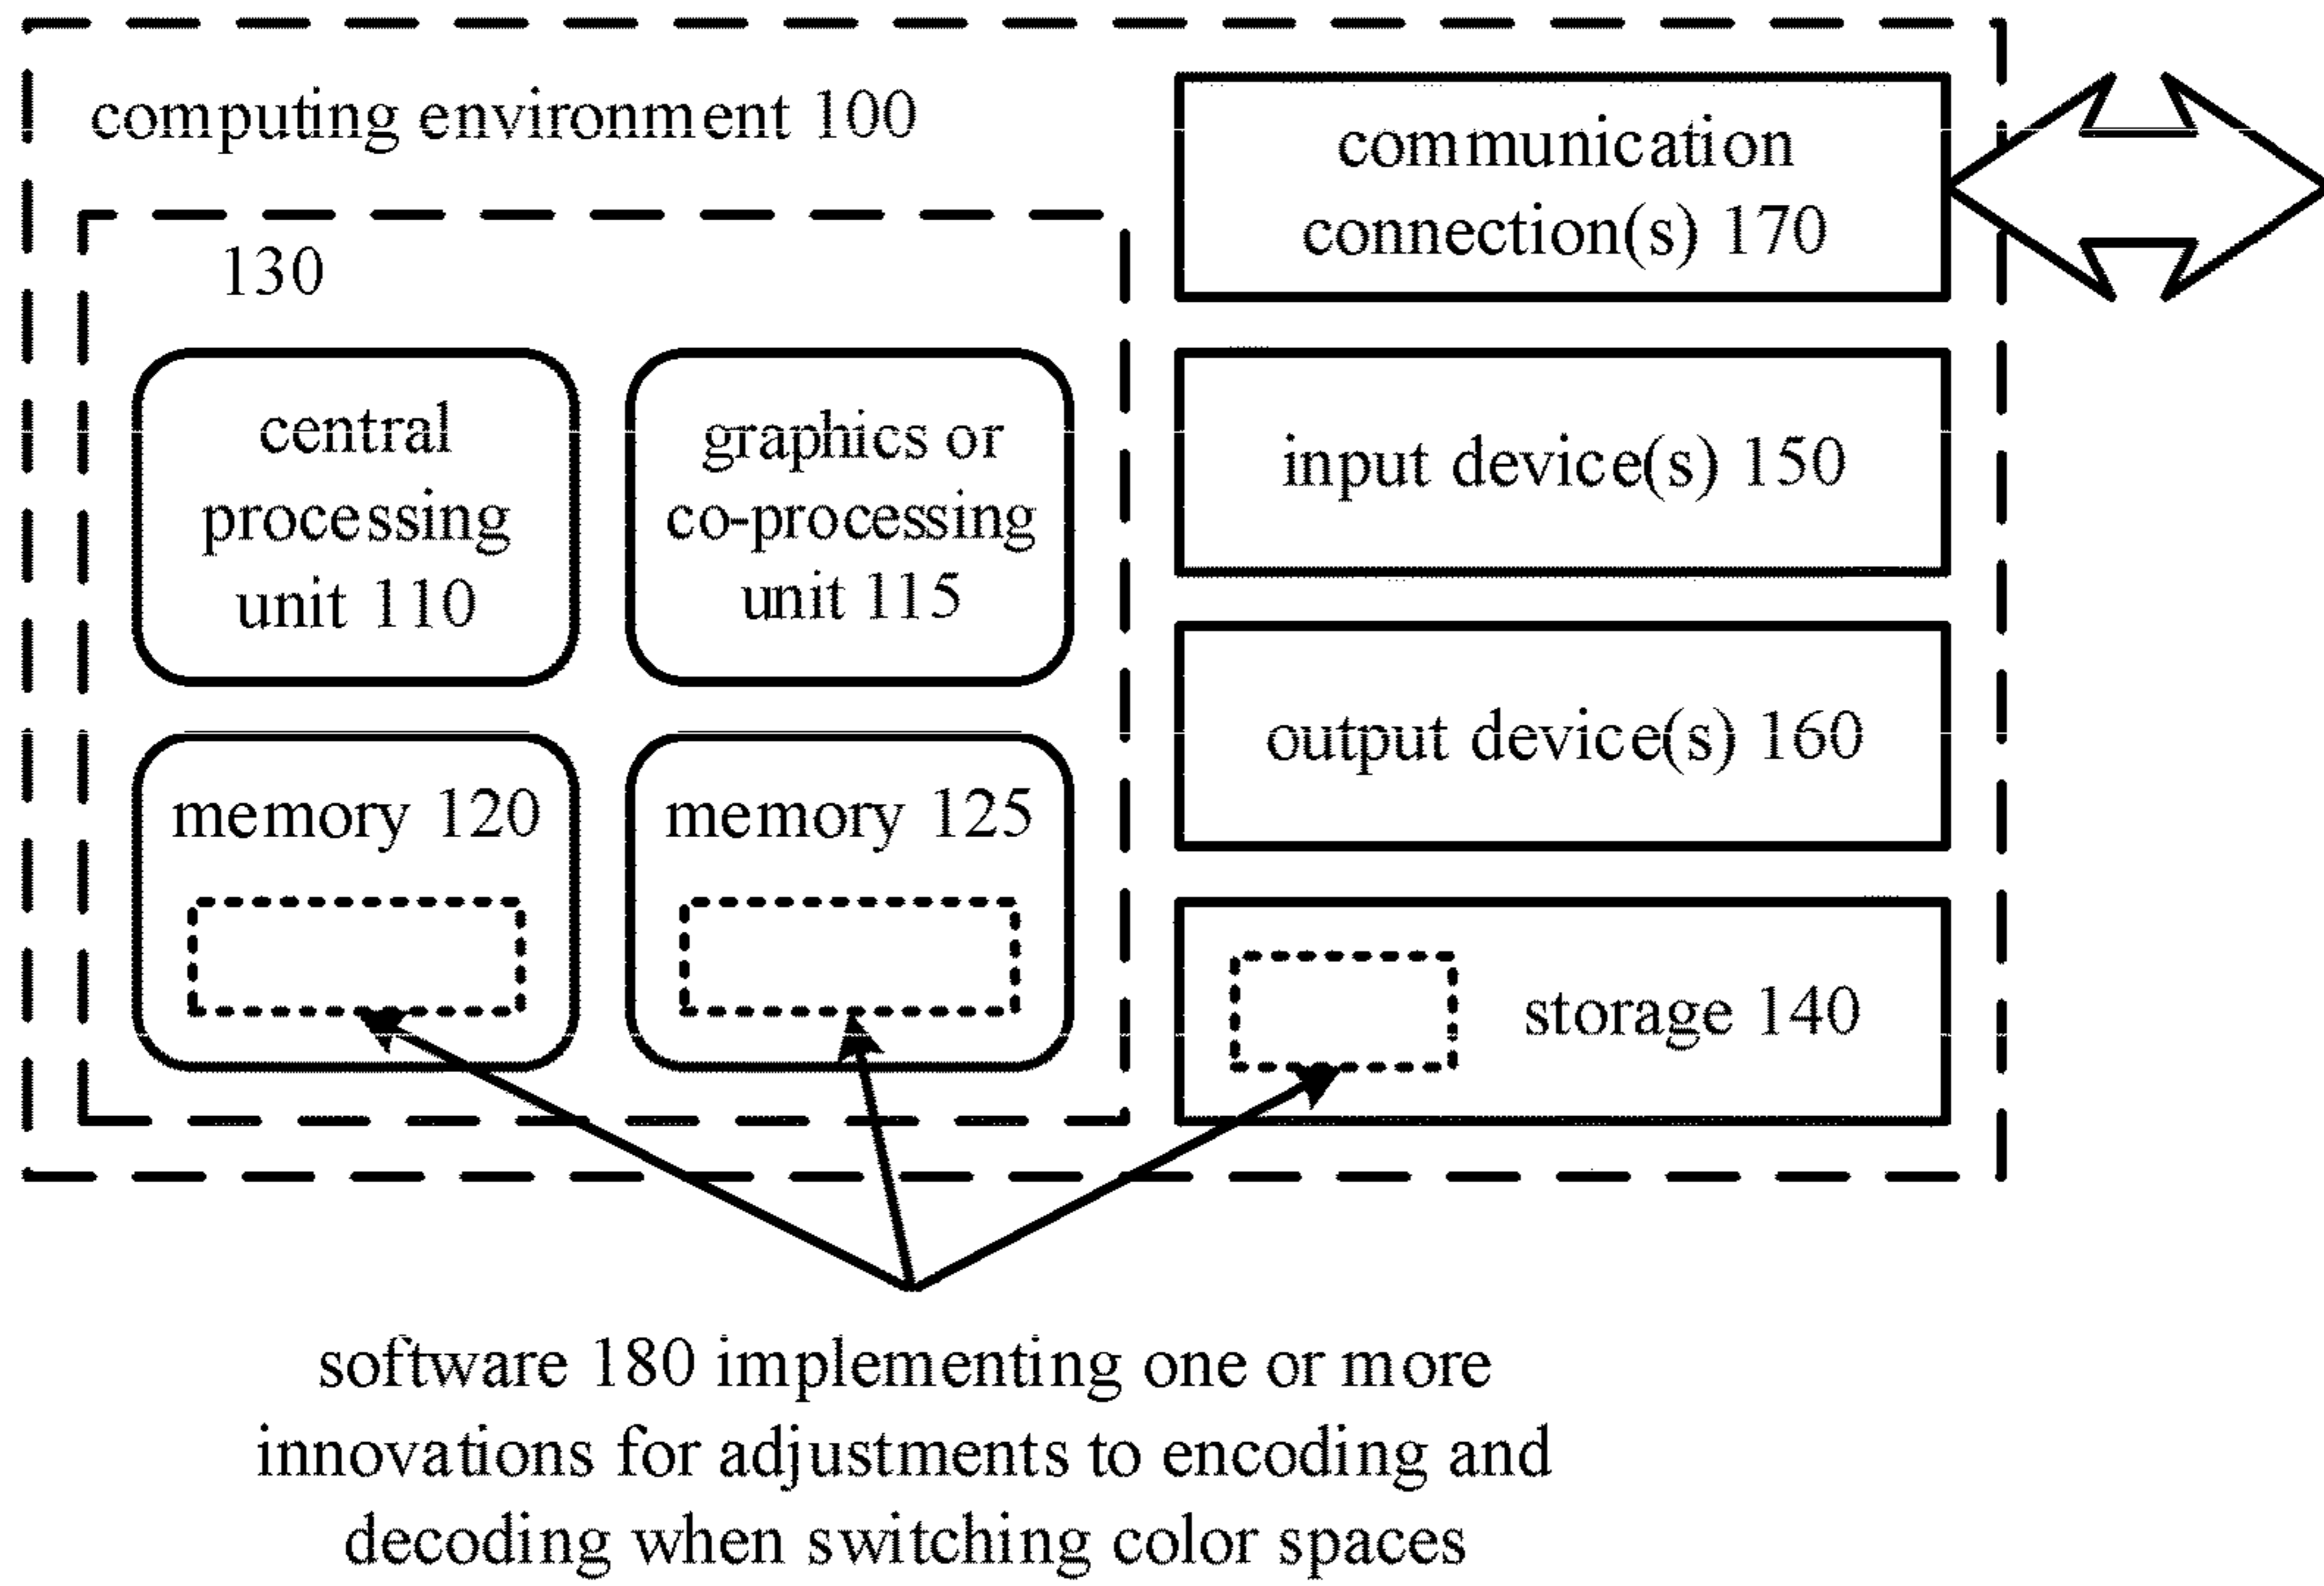 computing environment 100
130
central
processing
unit 110
graphics or
co-processing
unit 115
memory 120
memory 125
communication
connection(s) 170
input device(s) 150
output device(s) 160
storage 140
software 180 implementing one or more
innovations for adjustments to encoding and
decoding when switching color spaces